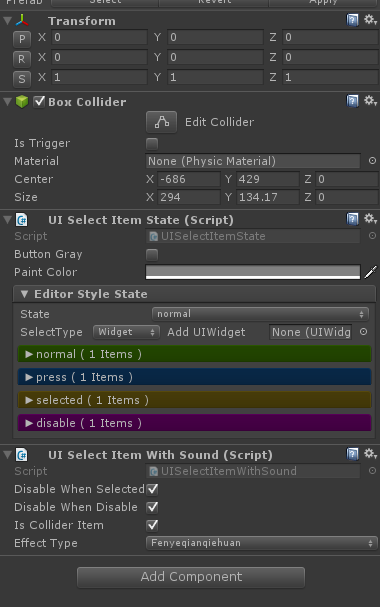 Prefab Select Revert Apply
Transform
P X 0 Y 0 Z 0
R X 0 Y 0 Z 0
S X 1 Y 1 Z 1
Box Collider
Edit Collider
Is Trigger
Material None (Physic Material)
Center X -686 Y 429 Z 0
Size X 294 Y 134.17 Z 0
UI Select Item State (Script)
Script UISelectItemState
Button Gray
Paint Color
Editor Style State
State normal
SelectType Widget Add UIWidget None (UIWidg
normal ( 1 Items )
press ( 1 Items )
selected ( 1 Items )
disable ( 1 Items )
UI Select Item With Sound (Script)
Script UISelectItemWithSound
Disable When Selected
Disable When Disable
Is Collider Item
Effect Type Fenyeqianqiehuan
Add Component